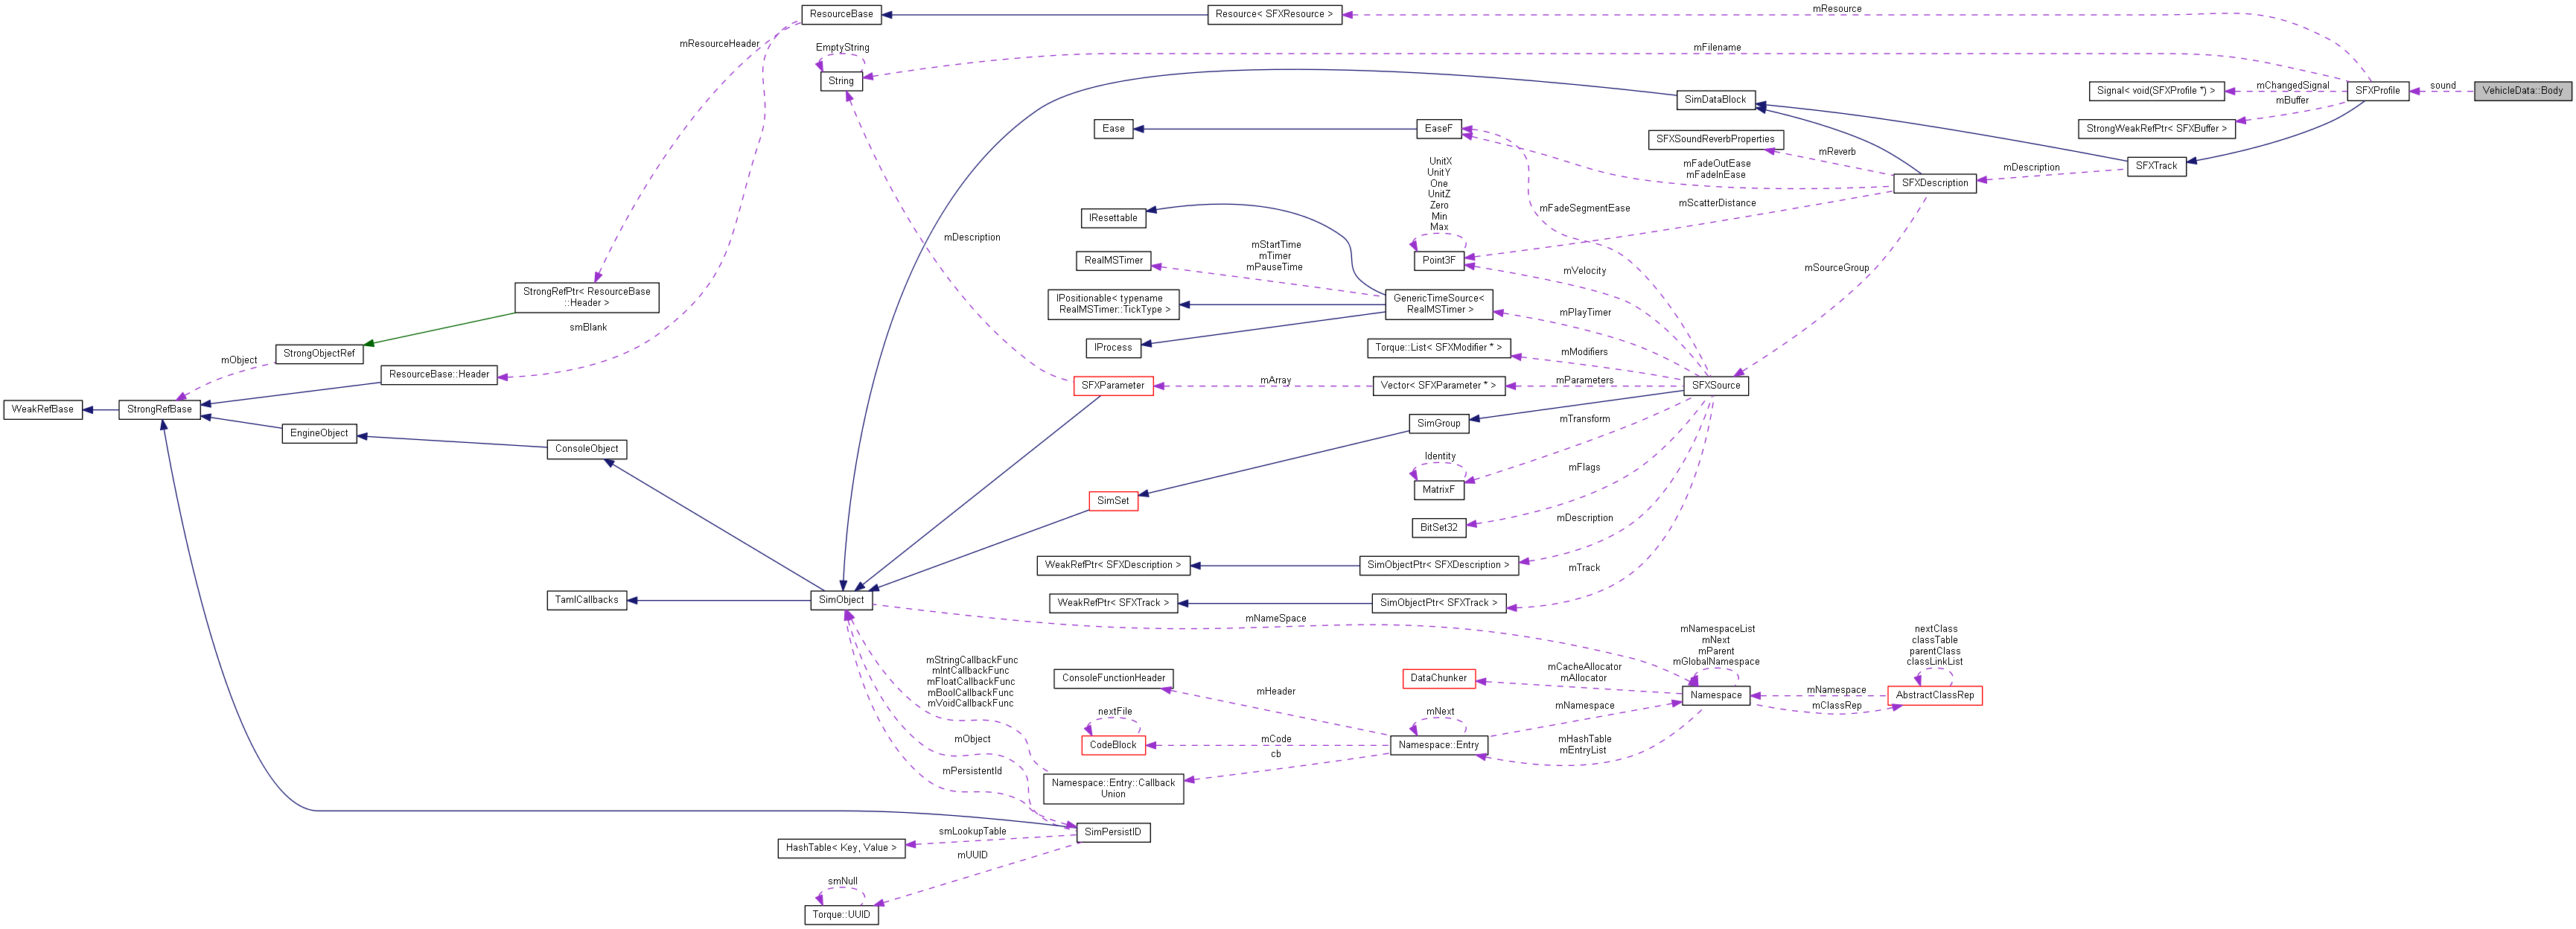 ResourceBase
Resource< SFXResource >
mResource
mResourceHeader
EmptyString
String
mFilename
Signal< void(SFXProfile *) >
mChangedSignal
mBuffer
SFXProfile
sound
VehicleData::Body
StrongWeakRefPtr< SFXBuffer >
SimDataBlock
Ease
EaseF
SFXSoundReverbProperties
mReverb
mFadeOutEase
mFadeInEase
SFXTrack
mDescription
SFXDescription
UnitX
UnitY
One
UnitZ
Zero
Min
Max
mFadeSegmentEase
mScatterDistance
IResettable
mDescription
mStartTime
mTimer
mPauseTime
RealMSTimer
Point3F
mVelocity
mSourceGroup
StrongRefPtr< ResourceBase
::Header >
IPositionable< typename
RealMSTimer::TickType >
GenericTimeSource<
RealMSTimer >
mPlayTimer
smBlank
IProcess
Torque::List< SFXModifier * >
mModifiers
StrongObjectRef
mObject
ResourceBase::Header
SFXParameter
mArray
Vector< SFXParameter * >
mParameters
SFXSource
WeakRefBase
StrongRefBase
EngineObject
ConsoleObject
SimGroup
mTransform
Identity
MatrixF
mFlags
SimSet
BitSet32
mDescription
WeakRefPtr< SFXDescription >
SimObjectPtr< SFXDescription >
mTrack
TamlCallbacks
SimObject
WeakRefPtr< SFXTrack >
SimObjectPtr< SFXTrack >
mNameSpace
mNamespaceList
mNext
mParent
mGlobalNamespace
nextClass
classTable
parentClass
classLinkList
mStringCallbackFunc
mIntCallbackFunc
mFloatCallbackFunc
mBoolCallbackFunc
mVoidCallbackFunc
ConsoleFunctionHeader
mHeader
DataChunker
mCacheAllocator
mAllocator
Namespace
mNamespace
mClassRep
AbstractClassRep
nextFile
CodeBlock
mCode
mNext
Namespace::Entry
mNamespace
mHashTable
mEntryList
cb
mObject
mPersistentId
Namespace::Entry::Callback
Union
SimPersistID
smLookupTable
HashTable< Key, Value >
mUUID
smNull
Torque::UUID